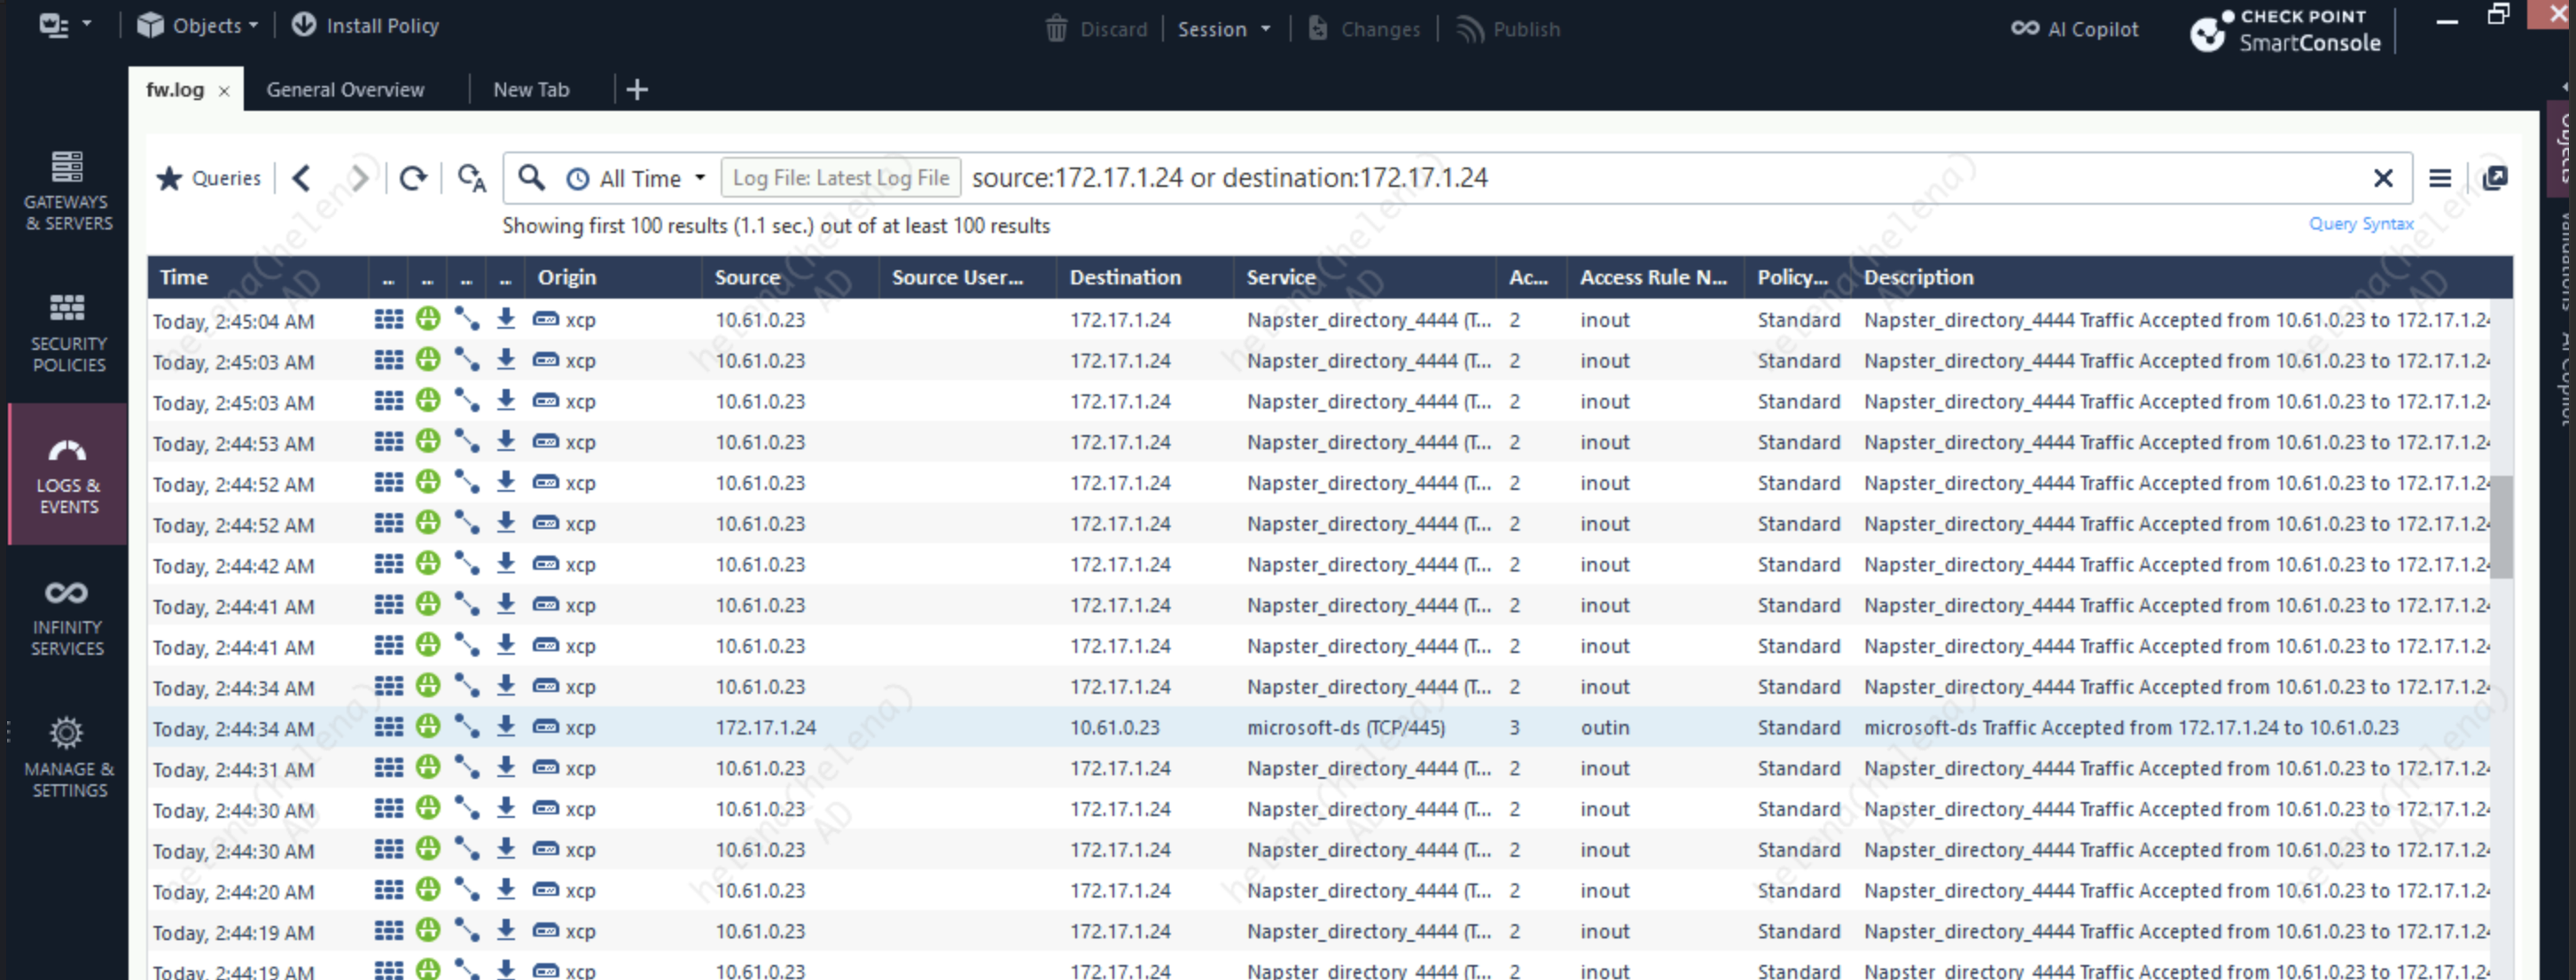 Objects
Install Policy
Discard
Session
Changes
Publish
AI Copilot
CHECK POINT
SmartConsole
fw.log
General Overview
New Tab
GATEWAYS
& SERVERS
SECURITY
POLICIES
LOGS &
EVENTS
INFINITY
SERVICES
MANAGE &
SETTINGS
Queries
All Time
Log File: Latest Log File
source:172.17.1.24 or destination:172.17.1.24
Showing first 100 results (1.1 sec.) out of at least 100 results
Query Syntax
Time ... ... ... ... Origin Source Source User... Destination Service Ac... Access Rule N... Policy... Description
Today, 2:45:04 AM xcp 10.61.0.23 172.17.1.24 Napster_directory_4444 (T... 2 inout Standard Napster_directory_4444 Traffic Accepted from 10.61.0.23 to 172.17.1.24
Today, 2:45:03 AM xcp 10.61.0.23 172.17.1.24 Napster_directory_4444 (T... 2 inout Standard Napster_directory_4444 Traffic Accepted from 10.61.0.23 to 172.17.1.24
Today, 2:45:03 AM xcp 10.61.0.23 172.17.1.24 Napster_directory_4444 (T... 2 inout Standard Napster_directory_4444 Traffic Accepted from 10.61.0.23 to 172.17.1.24
Today, 2:44:53 AM xcp 10.61.0.23 172.17.1.24 Napster_directory_4444 (T... 2 inout Standard Napster_directory_4444 Traffic Accepted from 10.61.0.23 to 172.17.1.24
Today, 2:44:52 AM xcp 10.61.0.23 172.17.1.24 Napster_directory_4444 (T... 2 inout Standard Napster_directory_4444 Traffic Accepted from 10.61.0.23 to 172.17.1.24
Today, 2:44:52 AM xcp 10.61.0.23 172.17.1.24 Napster_directory_4444 (T... 2 inout Standard Napster_directory_4444 Traffic Accepted from 10.61.0.23 to 172.17.1.24
Today, 2:44:42 AM xcp 10.61.0.23 172.17.1.24 Napster_directory_4444 (T... 2 inout Standard Napster_directory_4444 Traffic Accepted from 10.61.0.23 to 172.17.1.24
Today, 2:44:41 AM xcp 10.61.0.23 172.17.1.24 Napster_directory_4444 (T... 2 inout Standard Napster_directory_4444 Traffic Accepted from 10.61.0.23 to 172.17.1.24
Today, 2:44:41 AM xcp 10.61.0.23 172.17.1.24 Napster_directory_4444 (T... 2 inout Standard Napster_directory_4444 Traffic Accepted from 10.61.0.23 to 172.17.1.24
Today, 2:44:34 AM xcp 10.61.0.23 172.17.1.24 Napster_directory_4444 (T... 2 inout Standard Napster_directory_4444 Traffic Accepted from 10.61.0.23 to 172.17.1.24
Today, 2:44:34 AM xcp 172.17.1.24 10.61.0.23 microsoft-ds (TCP/445) 3 outin Standard microsoft-ds Traffic Accepted from 172.17.1.24 to 10.61.0.23
Today, 2:44:31 AM xcp 10.61.0.23 172.17.1.24 Napster_directory_4444 (T... 2 inout Standard Napster_directory_4444 Traffic Accepted from 10.61.0.23 to 172.17.1.24
Today, 2:44:30 AM xcp 10.61.0.23 172.17.1.24 Napster_directory_4444 (T... 2 inout Standard Napster_directory_4444 Traffic Accepted from 10.61.0.23 to 172.17.1.24
Today, 2:44:30 AM xcp 10.61.0.23 172.17.1.24 Napster_directory_4444 (T... 2 inout Standard Napster_directory_4444 Traffic Accepted from 10.61.0.23 to 172.17.1.24
Today, 2:44:20 AM xcp 10.61.0.23 172.17.1.24 Napster_directory_4444 (T... 2 inout Standard Napster_directory_4444 Traffic Accepted from 10.61.0.23 to 172.17.1.24
Today, 2:44:19 AM xcp 10.61.0.23 172.17.1.24 Napster_directory_4444 (T... 2 inout Standard Napster_directory_4444 Traffic Accepted from 10.61.0.23 to 172.17.1.24
Today, 2:44:19 AM xcp 10.61.0.23 172.17.1.24 Napster_directory_4444 (T... 2 inout Standard Napster_directory_4444 Traffic Accepted from 10.61.0.23 to 172.17.1.24
helena(helena)
AD